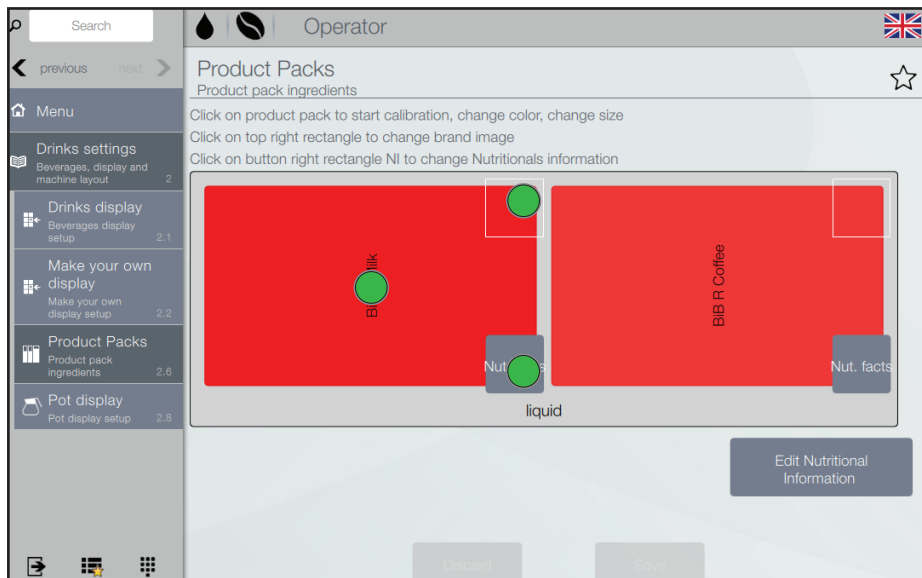 Search
Operator
previous
next
Menu
Drinks settings
Beverages, display and
machine layout
2
Drinks display
Beverages display
setup
2.1
Make your own
display
Make your own
display setup
2.2
Product Packs
Product pack
ingredients
2.6
Pot display
Pot display setup
2.8
Product Packs
Product pack ingredients
Click on product pack to start calibration, change color, change size
Click on top right rectangle to change brand image
Click on button right rectangle NI to change Nutritionals information
BiB R Coffee
Nut. facts
liquid
Edit Nutritional
Information
Discard
Save